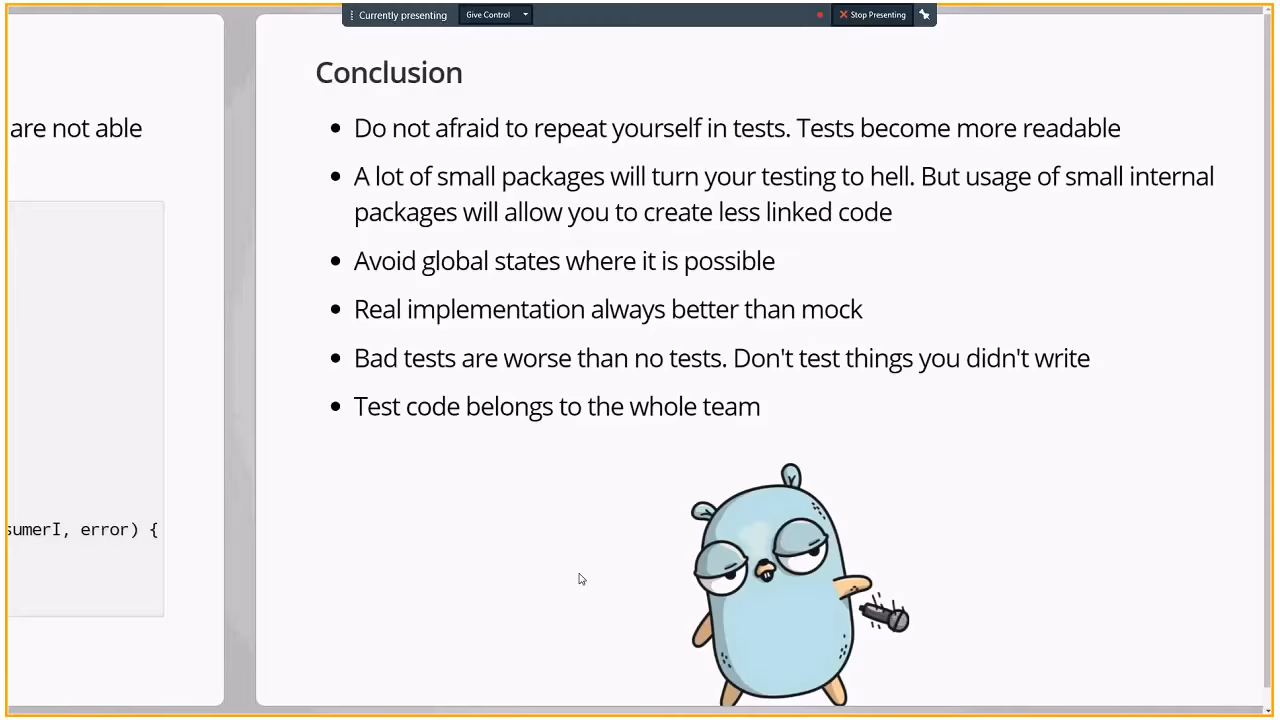 Currently presenting
Give Control
Stop Presenting
Conclusion
are not able
sumerI, error) {
• Do not afraid to repeat yourself in tests. Tests become more readable
• A lot of small packages will turn your testing to hell. But usage of small internal
packages will allow you to create less linked code
• Avoid global states where it is possible
• Real implementation always better than mock
• Bad tests are worse than no tests. Don't test things you didn't write
• Test code belongs to the whole team